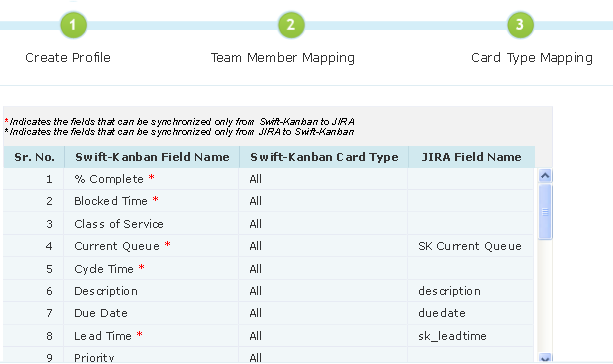 1 2 3
Create Profile Team Member Mapping Card Type Mapping
* Indicates the fields that can be synchronized only from Swift-Kanban to JIRA
* Indicates the fields that can be synchronized only from JIRA to Swift-Kanban
Sr. No. Swift-Kanban Field Name Swift-Kanban Card Type JIRA Field Name
1 % Complete * All
2 Blocked Time * All
3 Class of Service All
4 Current Queue * All SK Current Queue
5 Cycle Time * All
6 Description All description
7 Due Date All duedate
8 Lead Time * All sk_leadtime
9 Priority All